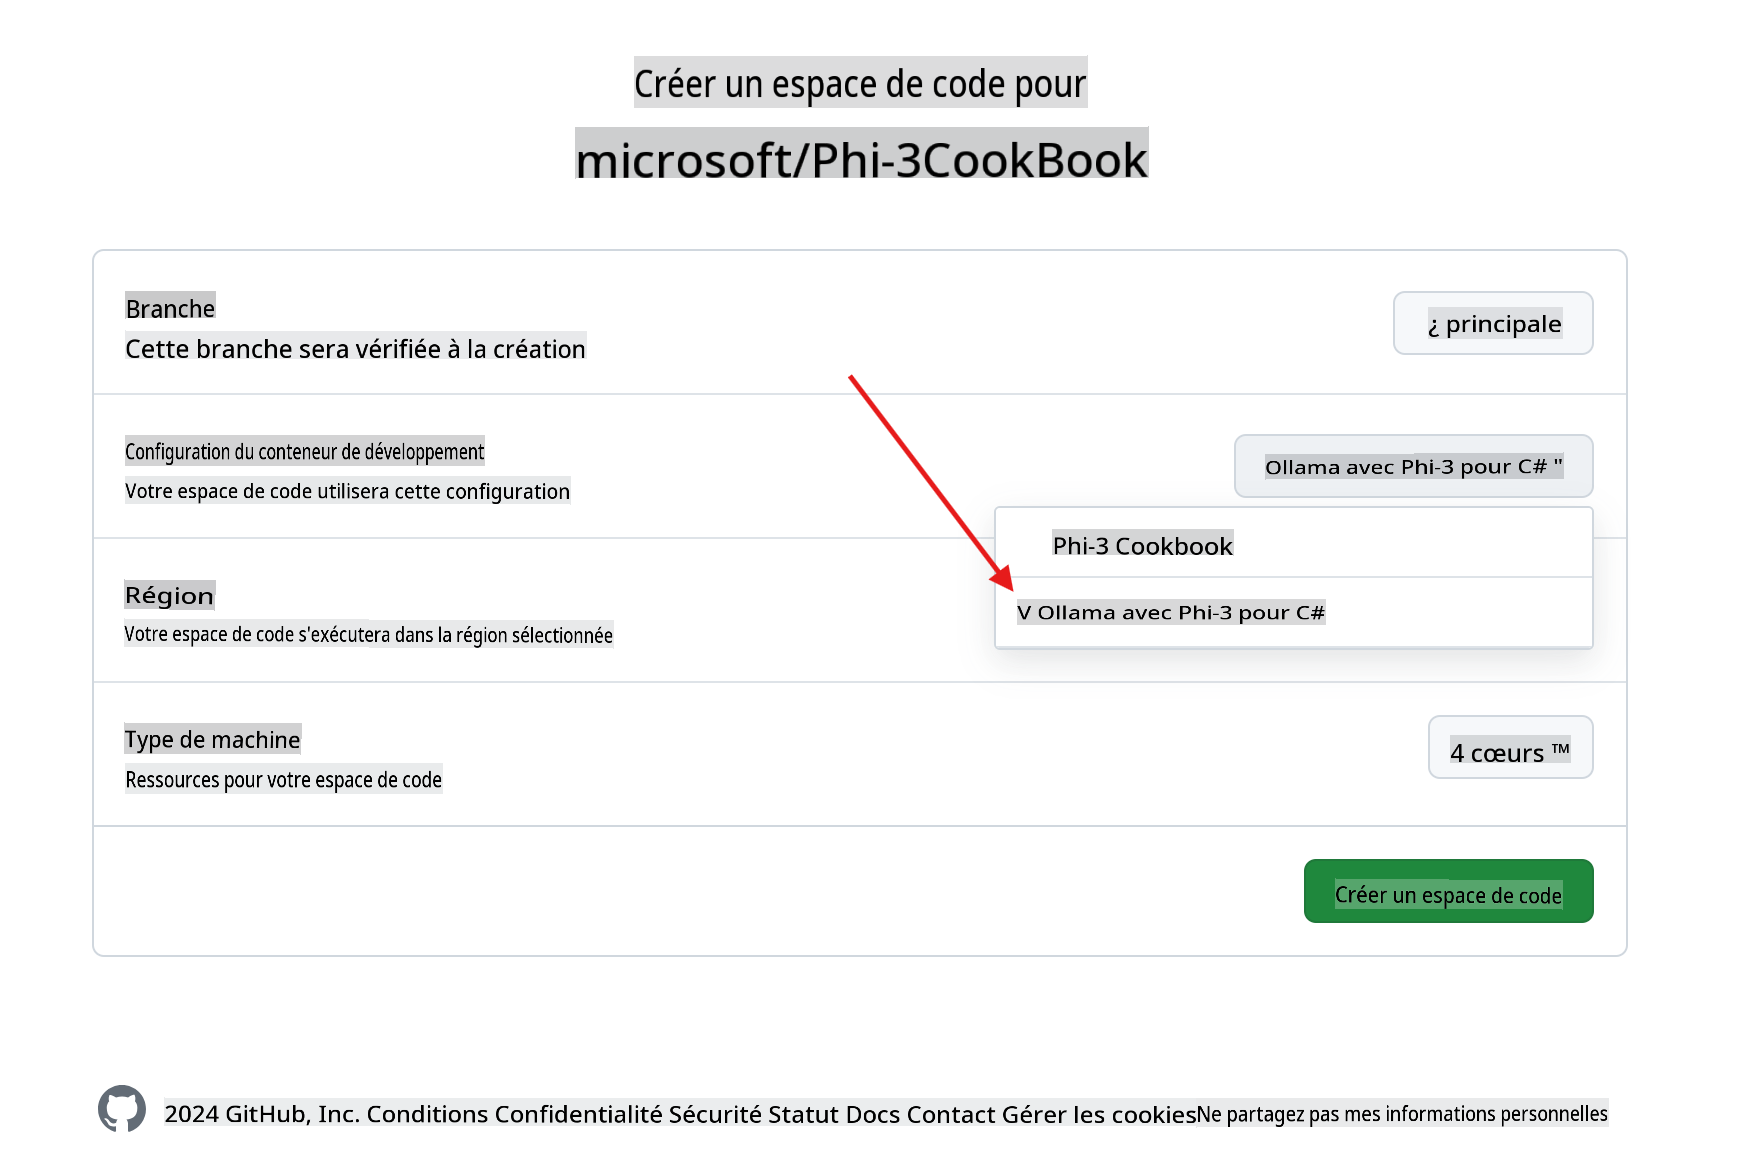 Créer un espace de code pour
microsoft/Phi-3CookBook
Branche
Cette branche sera vérifiée à la création
¿ principale
Configuration du conteneur de développement
Votre espace de code utilisera cette configuration
Ollama avec Phi-3 pour C# "
Phi-3 Cookbook
V Ollama avec Phi-3 pour C#
Région
Votre espace de code s'exécutera dans la région sélectionnée
Type de machine
Ressources pour votre espace de code
4 cœurs ™
Créer un espace de code
2024 GitHub, Inc. Conditions Confidentialité Sécurité Statut Docs Contact Gérer les cookiesNe partagez pas mes informations personnelles